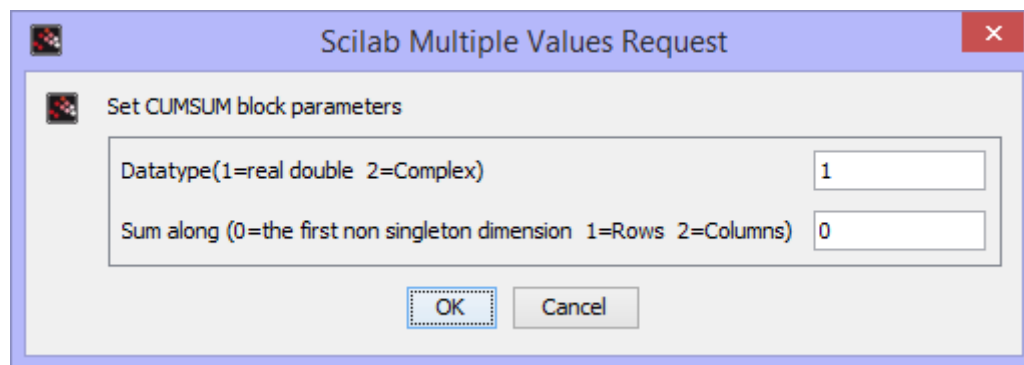 Scilab Multiple Values Request
Set CUMSUM block parameters
Datatype(1=real double  2=Complex) 1
Sum along (0=the first non singleton dimension  1=Rows  2=Columns) 0
OK Cancel